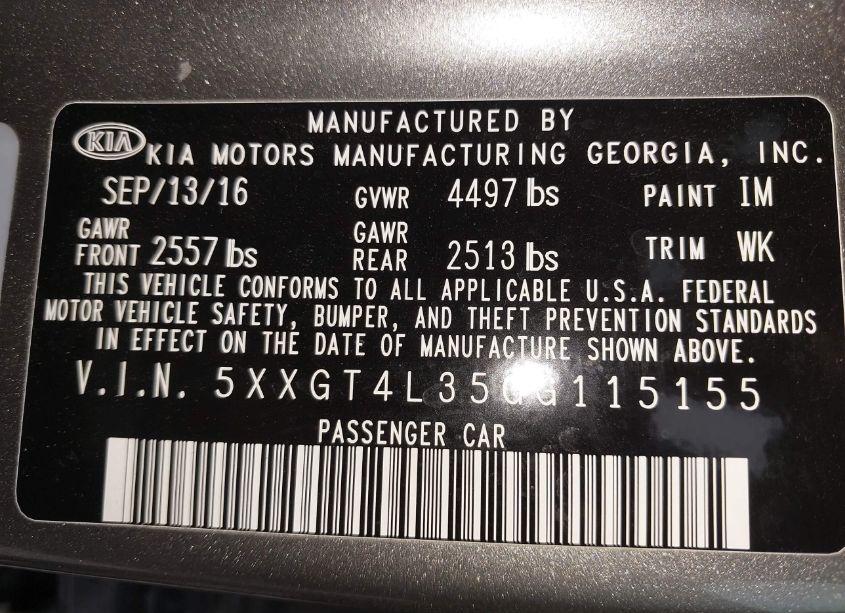 MANUFACTURED BY
KIA KIA MOTORS MANUFACTURING GEORGIA, INC.
SEP/13/16 GVWR 4497 lbs PAINT IM
GAWR FRONT 2557 lbs GAWR REAR 2513 lbs TRIM WK
THIS VEHICLE CONFORMS TO ALL APPLICABLE U.S.A. FEDERAL
MOTOR VEHICLE SAFETY, BUMPER, AND THEFT PREVENTION STANDARDS
IN EFFECT ON THE DATE OF MANUFACTURE SHOWN ABOVE.
V.I.N. 5XXGT4L35GG115155
PASSENGER CAR